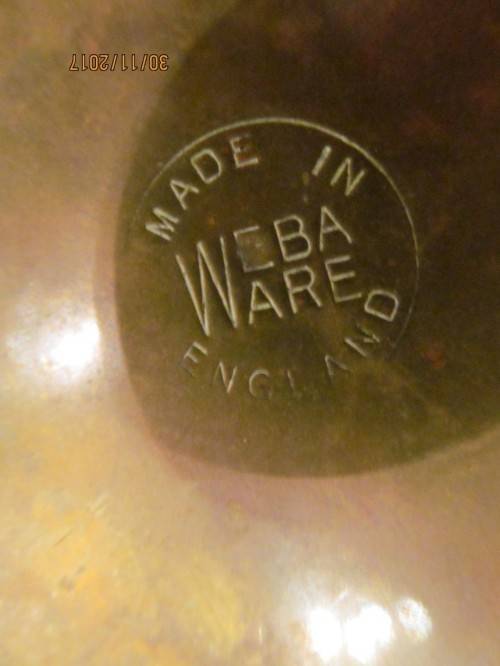 30/11/2017
MADE IN
WEBA
WARE
ENGLAND